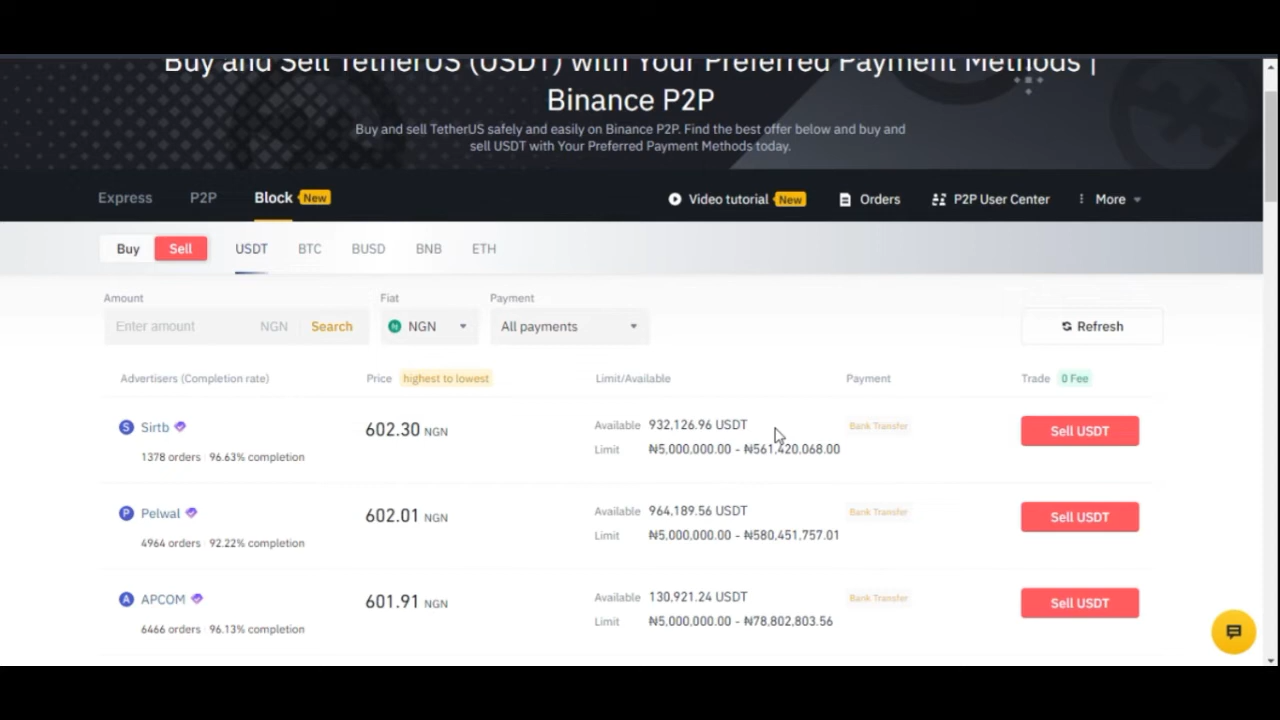 Buy and Sell TetherUS (USDT) with Your Preferred Payment Methods |
Binance P2P
Buy and sell TetherUS safely and easily on Binance P2P. Find the best offer below and buy and
sell USDT with Your Preferred Payment Methods today.
Express P2P Block New Video tutorial New Orders P2P User Center More
Buy Sell USDT BTC BUSD BNB ETH
Amount Fiat Payment
Enter amount NGN Search NGN All payments Refresh
Advertisers (Completion rate) Price highest to lowest Limit/Available Payment Trade 0 Fee
S Sirtb 602.30 NGN Available 932,126.96 USDT Bank Transfer Sell USDT
1378 orders 96.63% completion Limit ₦5,000,000.00 - ₦561,420,068.00
P Pelwal 602.01 NGN Available 964,189.56 USDT Bank Transfer Sell USDT
4964 orders 92.22% completion Limit ₦5,000,000.00 - ₦580,451,757.01
A APCOM 601.91 NGN Available 130,921.24 USDT Bank Transfer Sell USDT
6466 orders 96.13% completion Limit ₦5,000,000.00 - ₦78,802,803.56